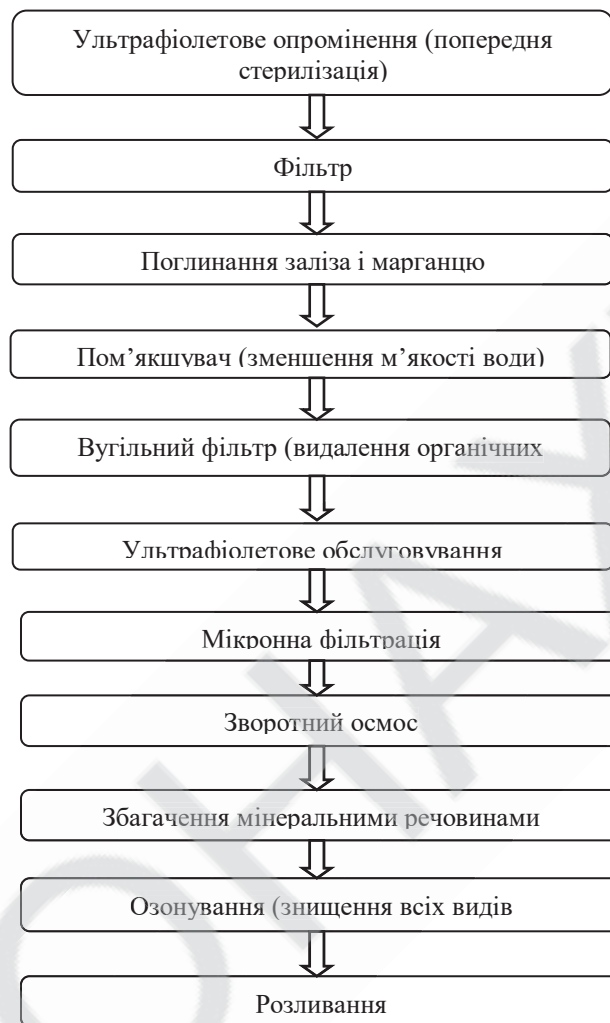 Ультрафіолетове опромінення (попередня
стерилізація)
Фільтр
Поглинання заліза і марганцю
Пом’якшувач (зменшення м’якості води)
Вугільний фільтр (видалення органічних
Ультрафіолетове обслуговування
Мікронна фільтрація
Зворотний осмос
Збагачення мінеральними речовинами
Озонування (знищення всіх видів
Розливання